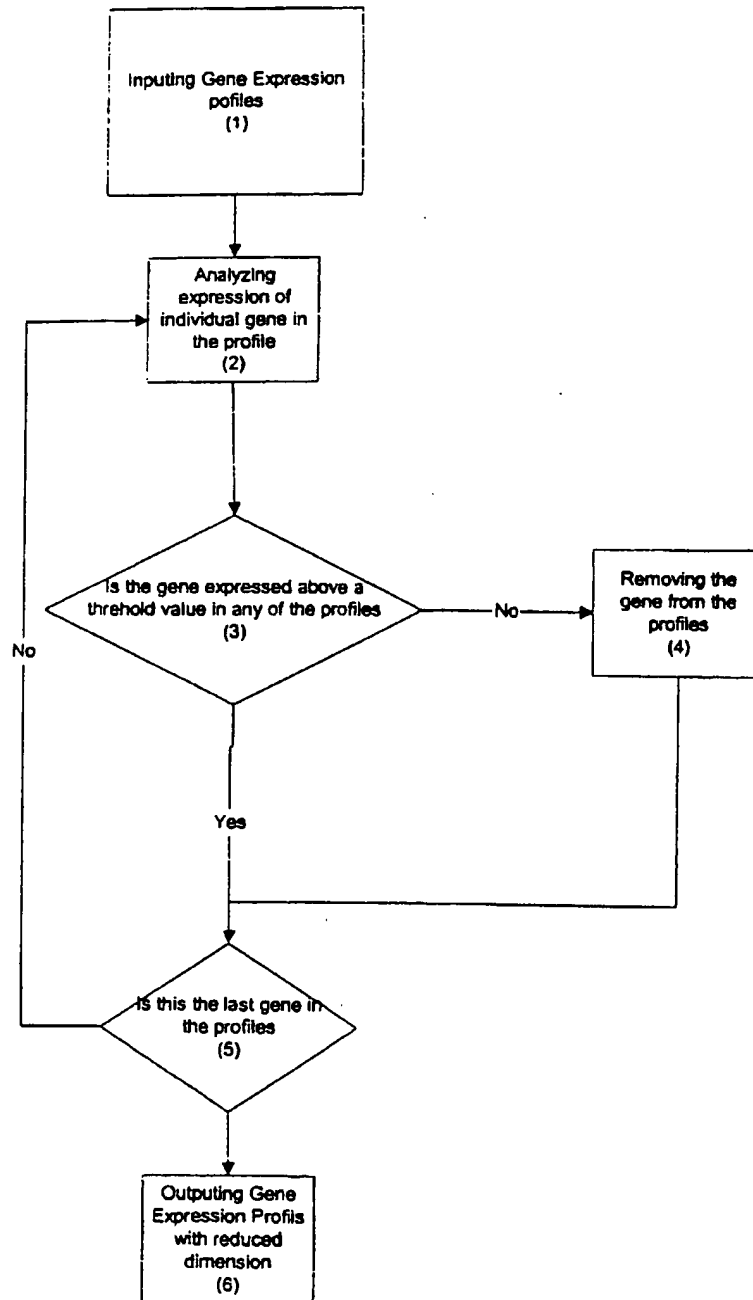 Inputing Gene Expression
pofiles
(1)
Analyzing
expression of
individual gene in
the profile
(2)
Is the gene expressed above a
threhold value in any of the profiles
(3)
No
Removing the
gene from the
profiles
(4)
No
Yes
Is this the last gene in
the profiles
(5)
Outputing Gene
Expression Profils
with reduced
dimension
(6)